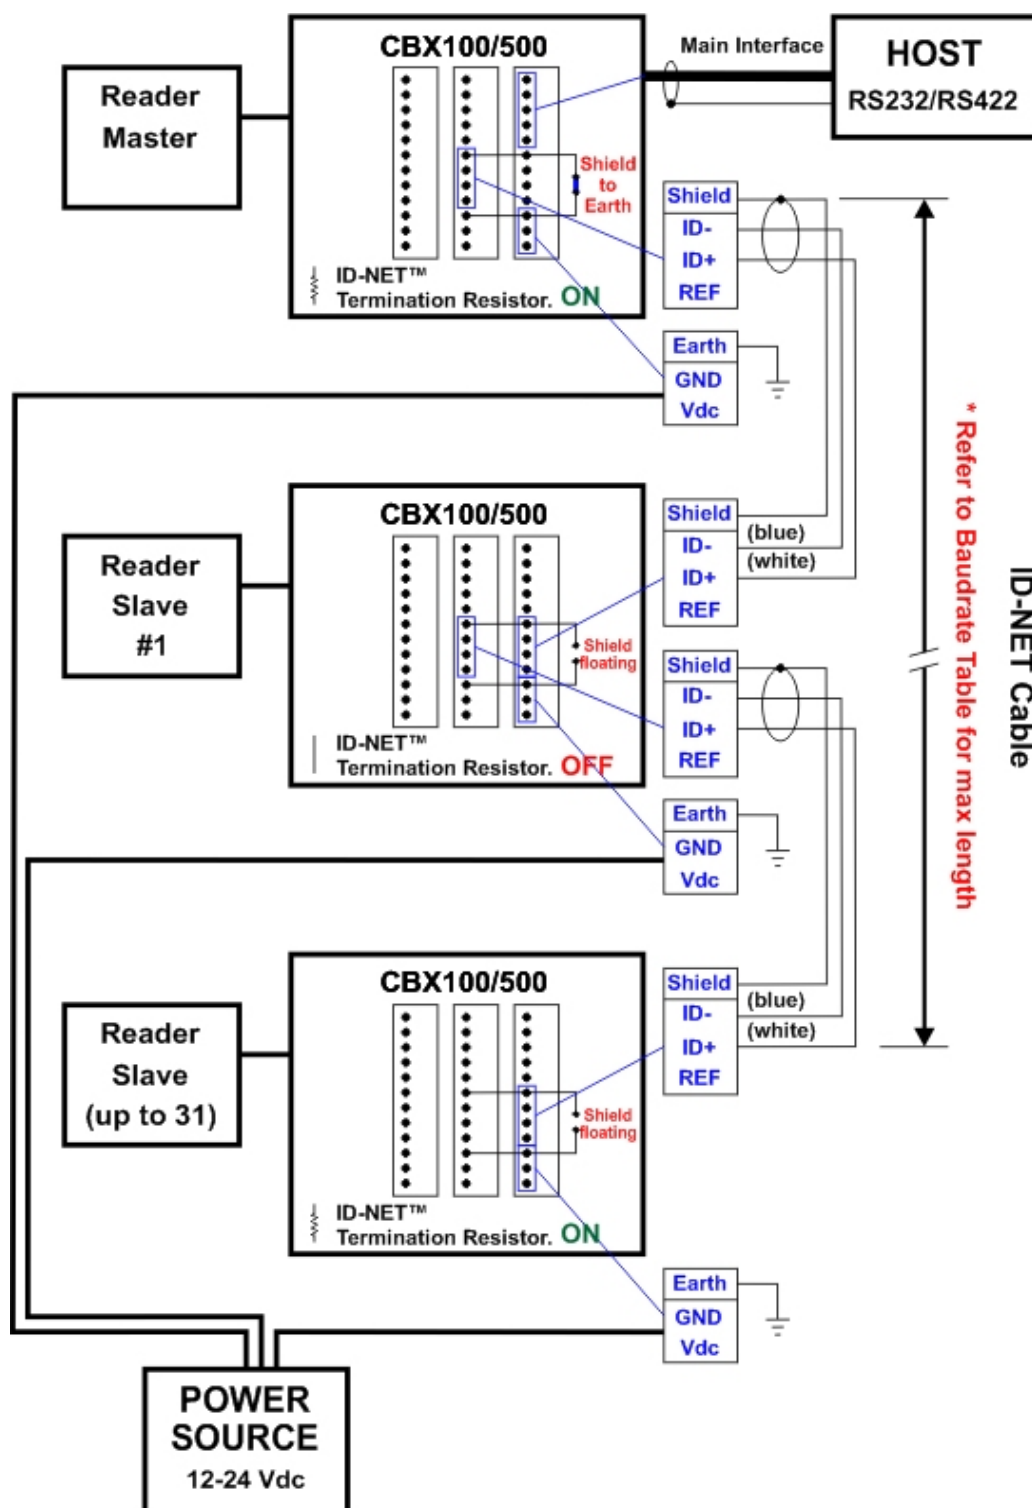 CBX100/500
Main Interface
HOST
RS232/RS422
Reader
Master
Shield
to
Earth
Shield
ID-
ID+
REF
ID-NET™
Termination Resistor. ON
Earth
GND
Vdc
CBX100/500
Reader
Slave
#1
Shield
floating
Shield
(blue)
ID-
(white)
ID+
REF
Shield
ID-
ID+
REF
ID-NET™
Termination Resistor. OFF
Earth
GND
Vdc
* Refer to Baudrate Table for max length
ID-NET Cable
CBX100/500
Reader
Slave
(up to 31)
Shield
floating
Shield
(blue)
ID-
(white)
ID+
REF
ID-NET™
Termination Resistor. ON
Earth
GND
Vdc
POWER
SOURCE
12-24 Vdc